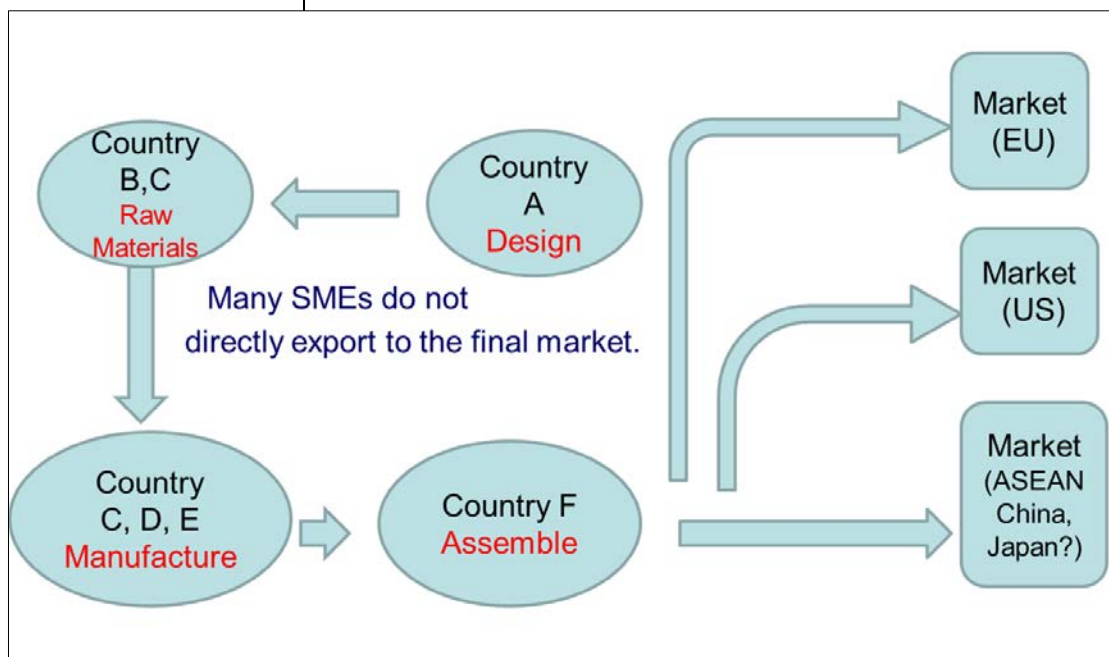 Country
B,C
Raw
Materials
Country
A
Design
Market
(EU)
Many SMEs do not
directly export to the final market.
Market
(US)
Country
C, D, E
Manufacture
Country F
Assemble
Market
(ASEAN
China,
Japan?)